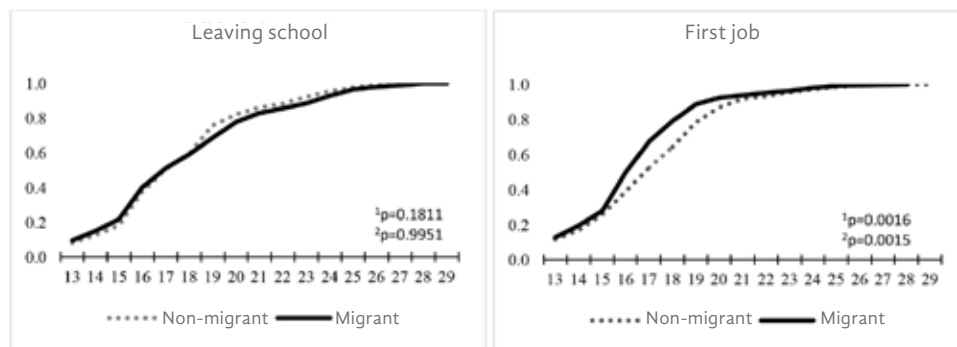 Leaving school
1.0
0.8
0.6
0.4
0.2
0.0
¹p=0.1811
²p=0.9951
13 14 15 16 17 18 19 20 21 22 23 24 25 26 27 28 29
Non-migrant Migrant
First job
1.0
0.8
0.6
0.4
0.2
0.0
¹p=0.0016
²p=0.0015
13 14 15 16 17 18 19 20 21 22 23 24 25 26 27 28 29
Non-migrant Migrant